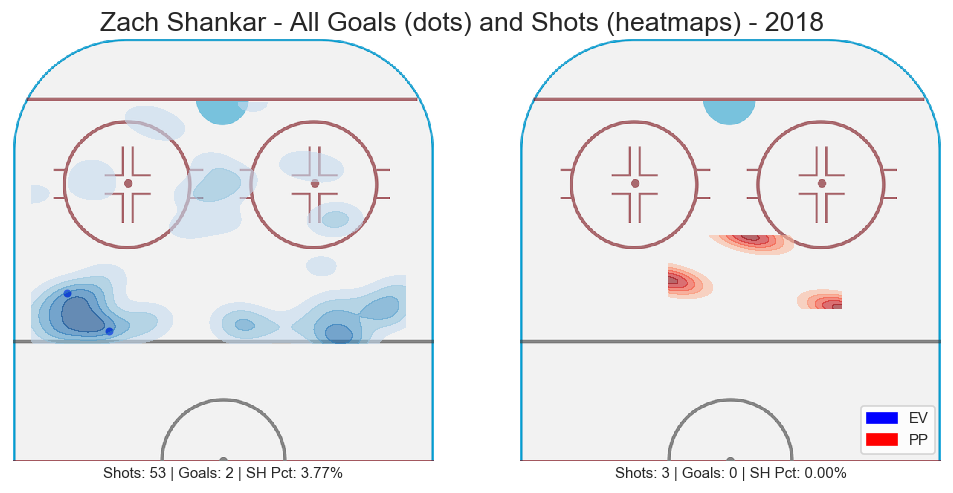 Zach Shankar - All Goals (dots) and Shots (heatmaps) - 2018
EV
PP
Shots: 53 | Goals: 2 | SH Pct: 3.77%
Shots: 3 | Goals: 0 | SH Pct: 0.00%